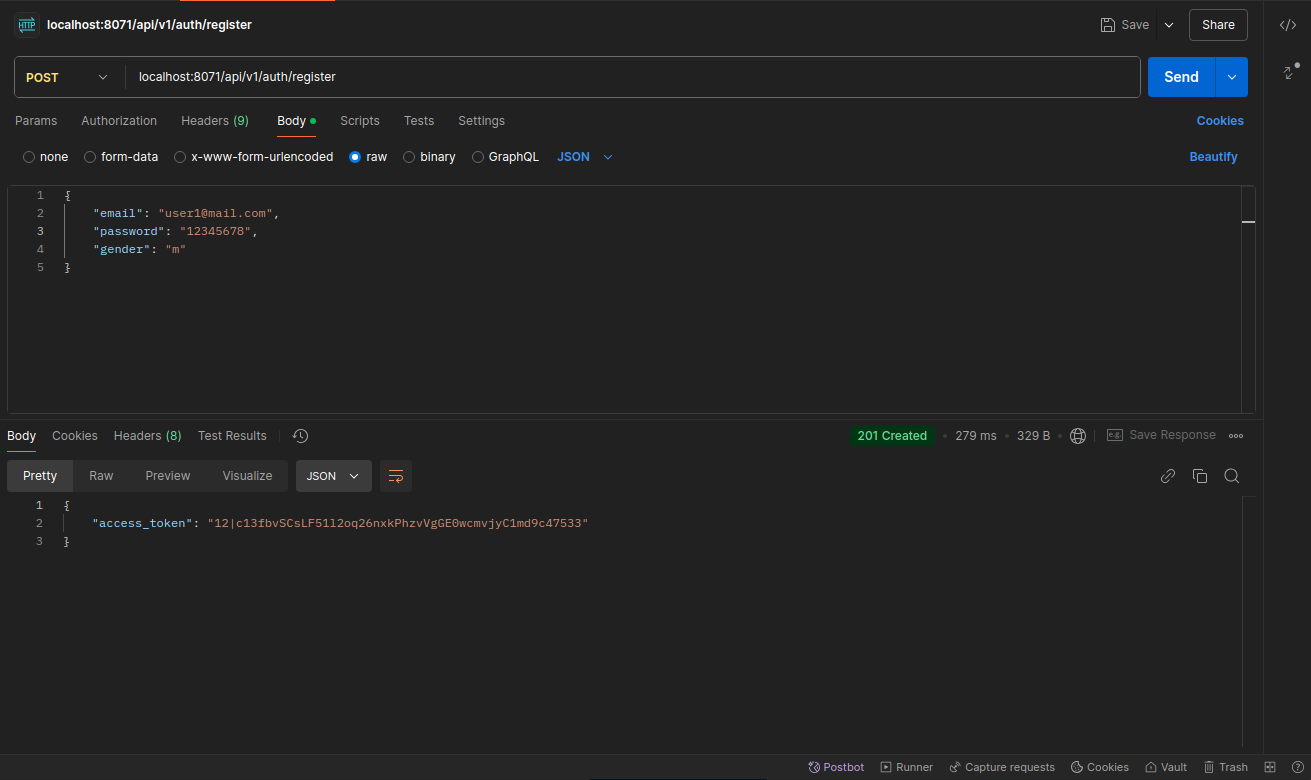 HTTP localhost:8071/api/v1/auth/register Save Share
POST localhost:8071/api/v1/auth/register Send
Params Authorization Headers (9) Body Scripts Tests Settings Cookies
none form-data x-www-form-urlencoded raw binary GraphQL JSON Beautify
1 {
2 "email": "user1@mail.com",
3 "password": "12345678",
4 "gender": "m"
5 }
Body Cookies Headers (8) Test Results 201 Created 279 ms 329 B e.g. Save Response
Pretty Raw Preview Visualize JSON
1 {
2 "access_token": "12|c13fbvSCsLF51l2oq26nxkPhzvVgGE0wcmvjyC1md9c47533"
3 }
Postbot Runner Capture requests Cookies Vault Trash